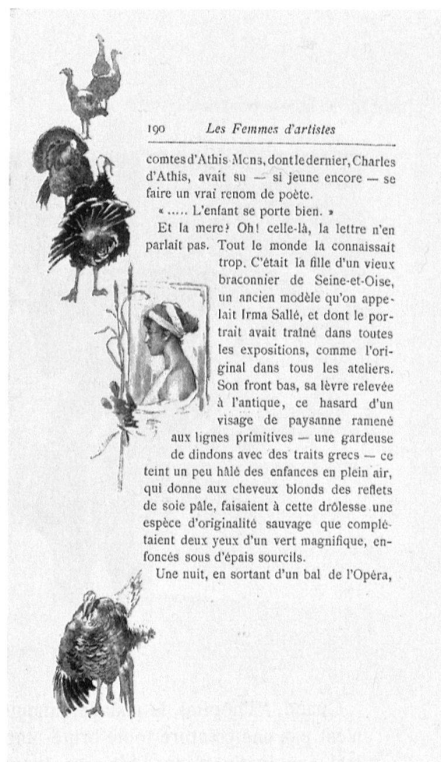 190 Les Femmes d'artistes
comtes d'Athis Mons, dont le dernier, Charles
d'Athis, avait su — si jeune encore — se
faire un vrai renom de poète.
« ..... L'enfant se porte bien. »
Et la mère? Oh! celle-là, la lettre n'en
parlait pas. Tout le monde la connaissait
trop. C'était la fille d'un vieux
braconnier de Seine-et-Oise,
un ancien modèle qu'on appe-
lait Irma Sallé, et dont le por-
trait avait traîné dans toutes
les expositions, comme l'ori-
ginal dans tous les ateliers.
Son front bas, sa lèvre relevée
à l'antique, ce hasard d'un
visage de paysanne ramené
aux lignes primitives — une gardeuse
de dindons avec des traits grecs — ce
teint un peu hâlé des enfances en plein air,
qui donne aux cheveux blonds des reflets
de soie pâle, faisaient à cette drôlesse une
espèce d'originalité sauvage que complé-
taient deux yeux d'un vert magnifique, en-
foncés sous d'épais sourcils.
Une nuit, en sortant d'un bal de l'Opéra,